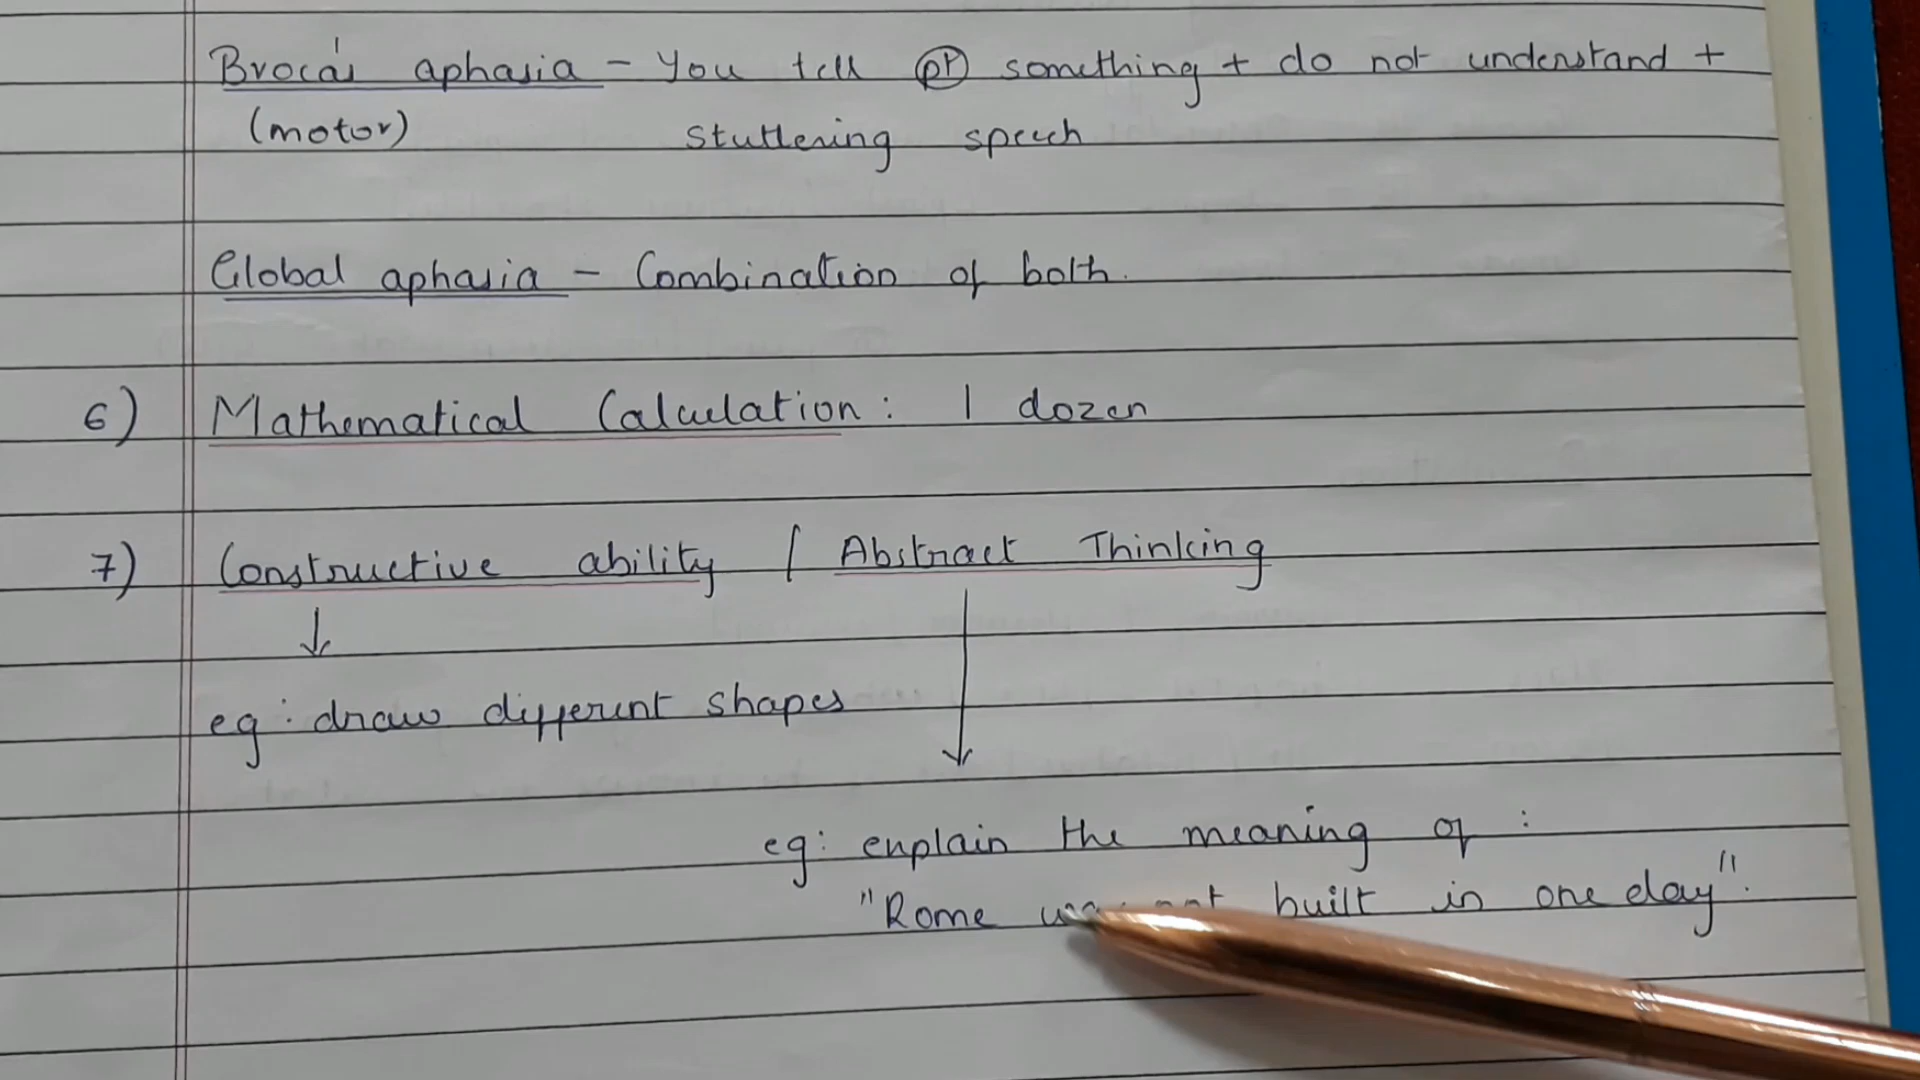 Broca's aphasia - You tell pt something + do not understand +
(motor) stuttering speech
Global aphasia - Combination of both.
6) Mathematical Calculation: 1 dozen
7) Constructive ability / Abstract Thinking
↓ ↓
eg: draw different shapes
eg: explain the meaning of:
"Rome built in one day".